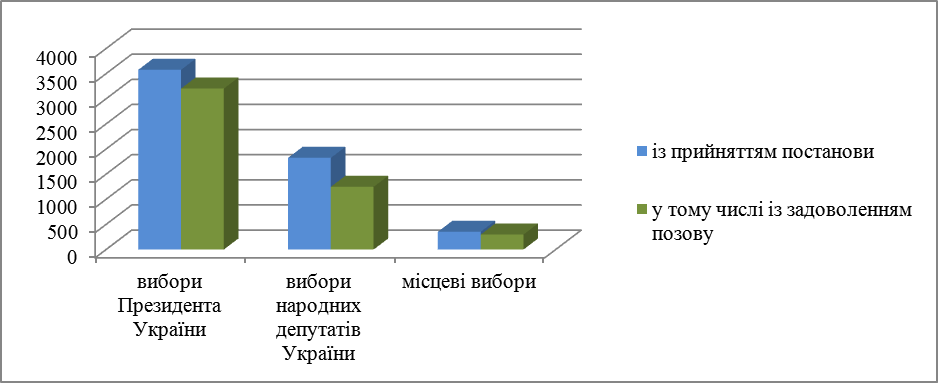 4000
3500
3000
2500
2000
1500
1000
500
0
вибори
Президента
України
вибори
народних
депутатів
України
місцеві вибори
із прийняттям постанови
у тому числі із задоволенням
позову